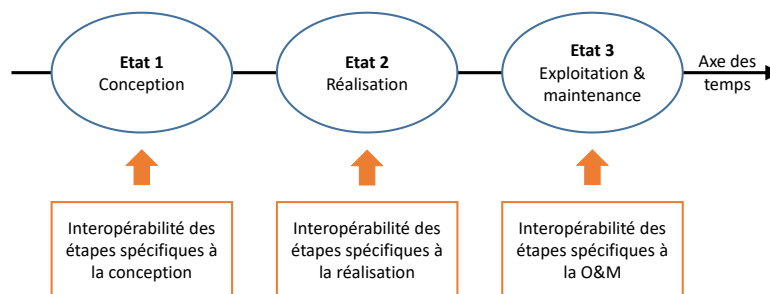 Etat 1
Conception
Etat 2
Réalisation
Etat 3
Exploitation &
maintenance
Axe des
temps
Interopérabilité des
étapes spécifiques à
la conception
Interopérabilité des
étapes spécifiques à
la réalisation
Interopérabilité des
étapes spécifiques à
la O&M